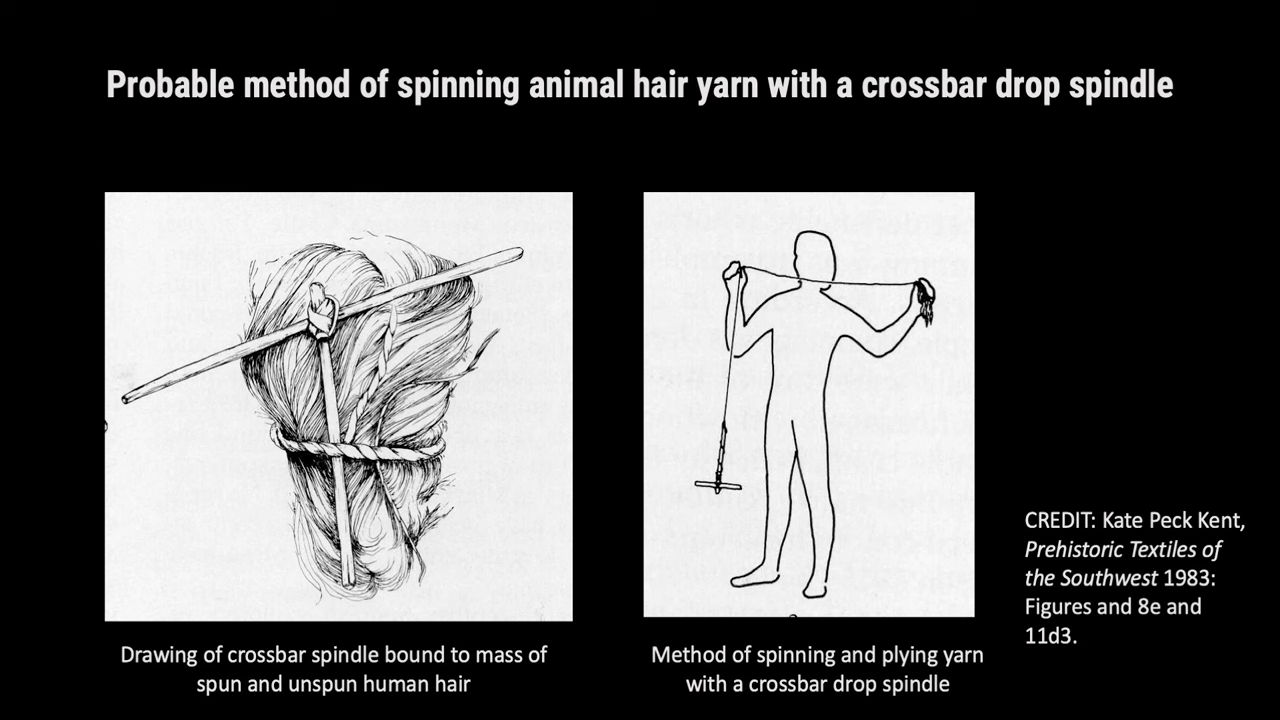 Probable method of spinning animal hair yarn with a crossbar drop spindle
Drawing of crossbar spindle bound to mass of
spun and unspun human hair
Method of spinning and plying yarn
with a crossbar drop spindle
CREDIT: Kate Peck Kent,
Prehistoric Textiles of
the Southwest 1983:
Figures and 8e and
11d3.